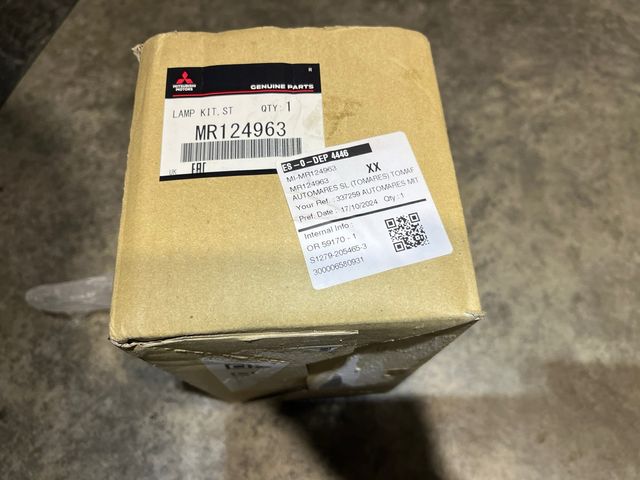 R
MITSUBISHI
MOTORS
GENUINE PARTS
LAMP KIT,ST QTY:1
MR124963
UK EAC
ES-0-DEP 4446
MI-MR124963 XX
MR124963
AUTOMARES SL (TOMARES) TOMAR
Your Ref.: 337259 AUTOMARES MIT
Pref. Date.: 17/10/2024 Qty.:1
Internal Info:
OR 59170 - 1
S1279-205465-3
300006580931